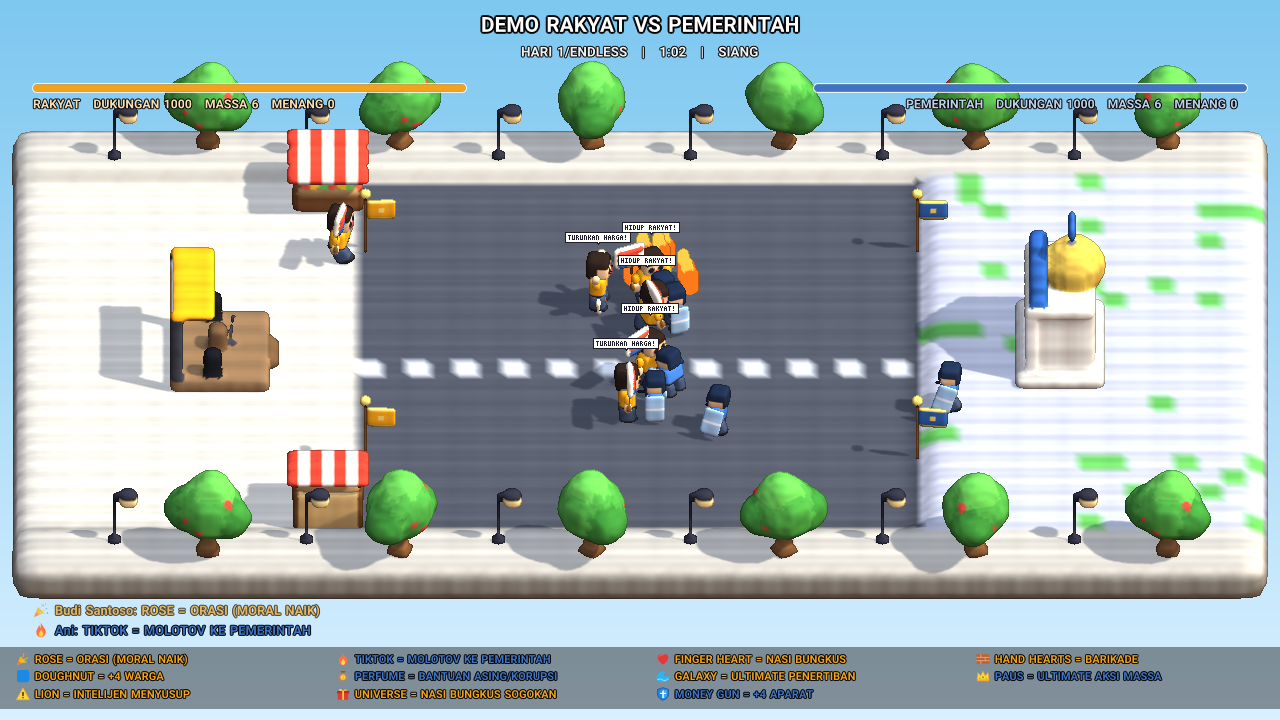 DEMO RAKYAT VS PEMERINTAH
HARI 1/ENDLESS | 1:02 | SIANG
RAKYAT DUKUNGAN 1000 MASSA 6 MENANG 0
PEMERINTAH DUKUNGAN 1000 MASSA 6 MENANG 0
HIDUP RAKYAT!
TURUNKAN HARGA!
HIDUP RAKYAT!
HIDUP RAKYAT!
TURUNKAN HARGA!
Budi Santoso: ROSE = ORASI (MORAL NAIK)
Ani: TIKTOK = MOLOTOV KE PEMERINTAH
ROSE = ORASI (MORAL NAIK) TIKTOK = MOLOTOV KE PEMERINTAH FINGER HEART = NASI BUNGKUS HAND HEARTS = BARIKADE
DOUGHNUT = +4 WARGA PERFUME = BANTUAN ASING/KORUPSI GALAXY = ULTIMATE PENERTIBAN PAUS = ULTIMATE AKSI MASSA
LION = INTELIJEN MENYUSUP UNIVERSE = NASI BUNGKUS SOGOKAN MONEY GUN = +4 APARAT